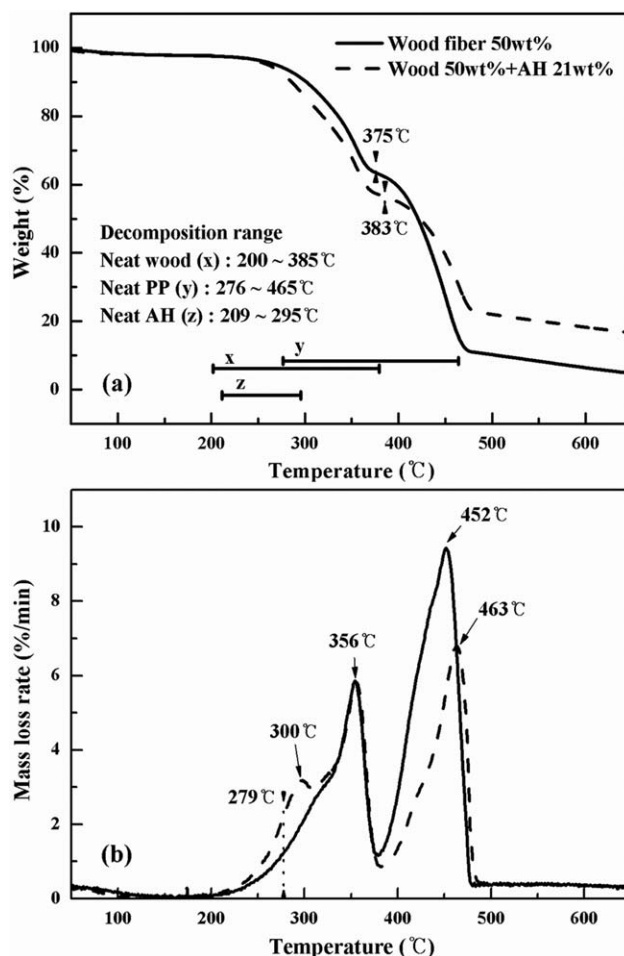 (a)
100
80
60
40
20
0
Weight (%)
Wood fiber 50wt%
Wood 50wt%+AH 21wt%
375℃
383℃
Decomposition range
Neat wood (x) : 200 ~ 385℃
Neat PP (y) : 276 ~ 465℃
Neat AH (z) : 209 ~ 295℃
x
y
z
100 200 300 400 500 600
Temperature (℃)
(b)
10
8
6
4
2
0
Mass loss rate (%/min)
452℃
463℃
356℃
300℃
279℃
100 200 300 400 500 600
Temperature (℃)